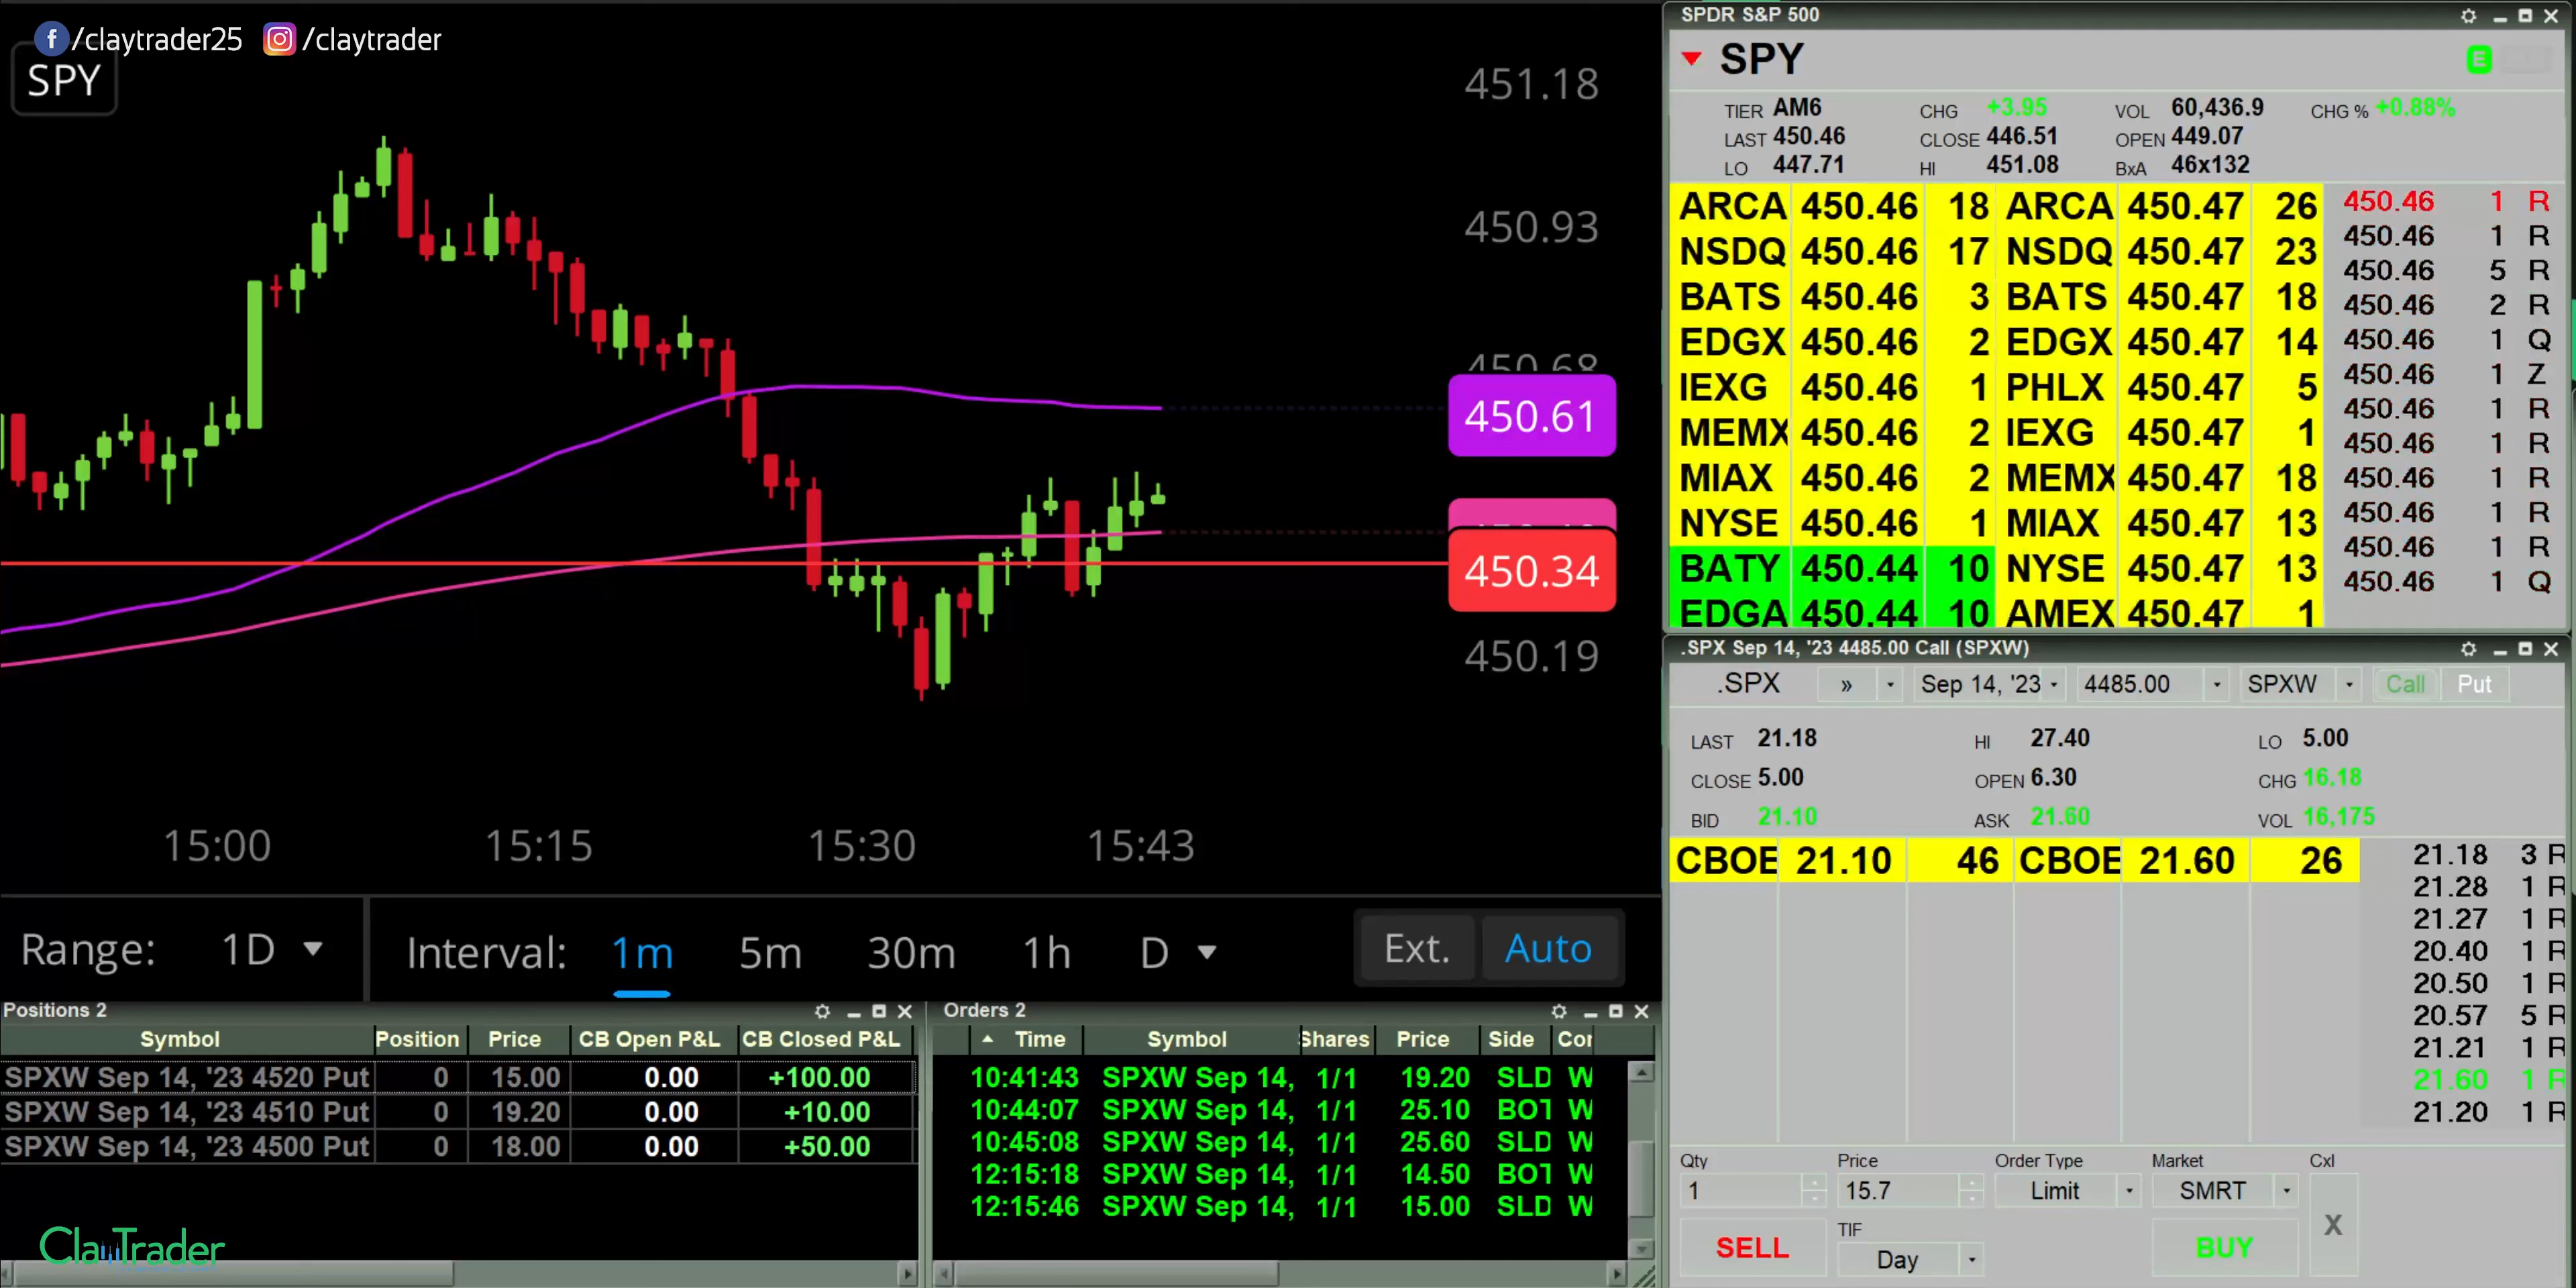 f /claytrader25 /claytrader
SPY
451.18
450.93
450.68
450.61
450.34
450.19
15:00 15:15 15:30 15:43
Range: 1D Interval: 1m 5m 30m 1h D Ext. Auto
SPDR S&P 500
SPY E
TIER AM6 CHG +3.95 VOL 60,436.9 CHG % +0.88%
LAST 450.46 CLOSE 446.51 OPEN 449.07
LO 447.71 HI 451.08 BxA 46x132
ARCA 450.46 18 ARCA 450.47 26
NSDQ 450.46 17 NSDQ 450.47 23
BATS 450.46 3 BATS 450.47 18
EDGX 450.46 2 EDGX 450.47 14
IEXG 450.46 1 PHLX 450.47 5
MEMX 450.46 2 IEXG 450.47 1
MIAX 450.46 2 MEMX 450.47 18
NYSE 450.46 1 MIAX 450.47 13
BATY 450.44 10 NYSE 450.47 13
EDGA 450.44 10 AMEX 450.47 1
450.46 1 R
450.46 1 R
450.46 5 R
450.46 2 R
450.46 1 Q
450.46 1 Z
450.46 1 R
450.46 1 R
450.46 1 R
450.46 1 R
450.46 1 R
450.46 1 Q
.SPX Sep 14, '23 4485.00 Call (SPXW)
.SPX » Sep 14, '23 4485.00 SPXW Call Put
LAST 21.18 HI 27.40 LO 5.00
CLOSE 5.00 OPEN 6.30 CHG 16.18
BID 21.10 ASK 21.60 VOL 16,175
CBOE 21.10 46 CBOE 21.60 26
21.18 3 R
21.28 1 R
21.27 1 R
20.40 1 R
20.50 1 R
20.57 5 R
21.21 1 R
21.60 1 R
21.20 1 R
Qty Price Order Type Market Cxl
1 15.7 Limit SMRT X
SELL TIF BUY
Day
Positions 2
Symbol Position Price CB Open P&L CB Closed P&L
SPXW Sep 14, '23 4520 Put 0 15.00 0.00 +100.00
SPXW Sep 14, '23 4510 Put 0 19.20 0.00 +10.00
SPXW Sep 14, '23 4500 Put 0 18.00 0.00 +50.00
ClayTrader
Orders 2
Time Symbol Shares Price Side Cor
10:41:43 SPXW Sep 14, 1/1 19.20 SLD W
10:44:07 SPXW Sep 14, 1/1 25.10 BOT W
10:45:08 SPXW Sep 14, 1/1 25.60 SLD W
12:15:18 SPXW Sep 14, 1/1 14.50 BOT W
12:15:46 SPXW Sep 14, 1/1 15.00 SLD W